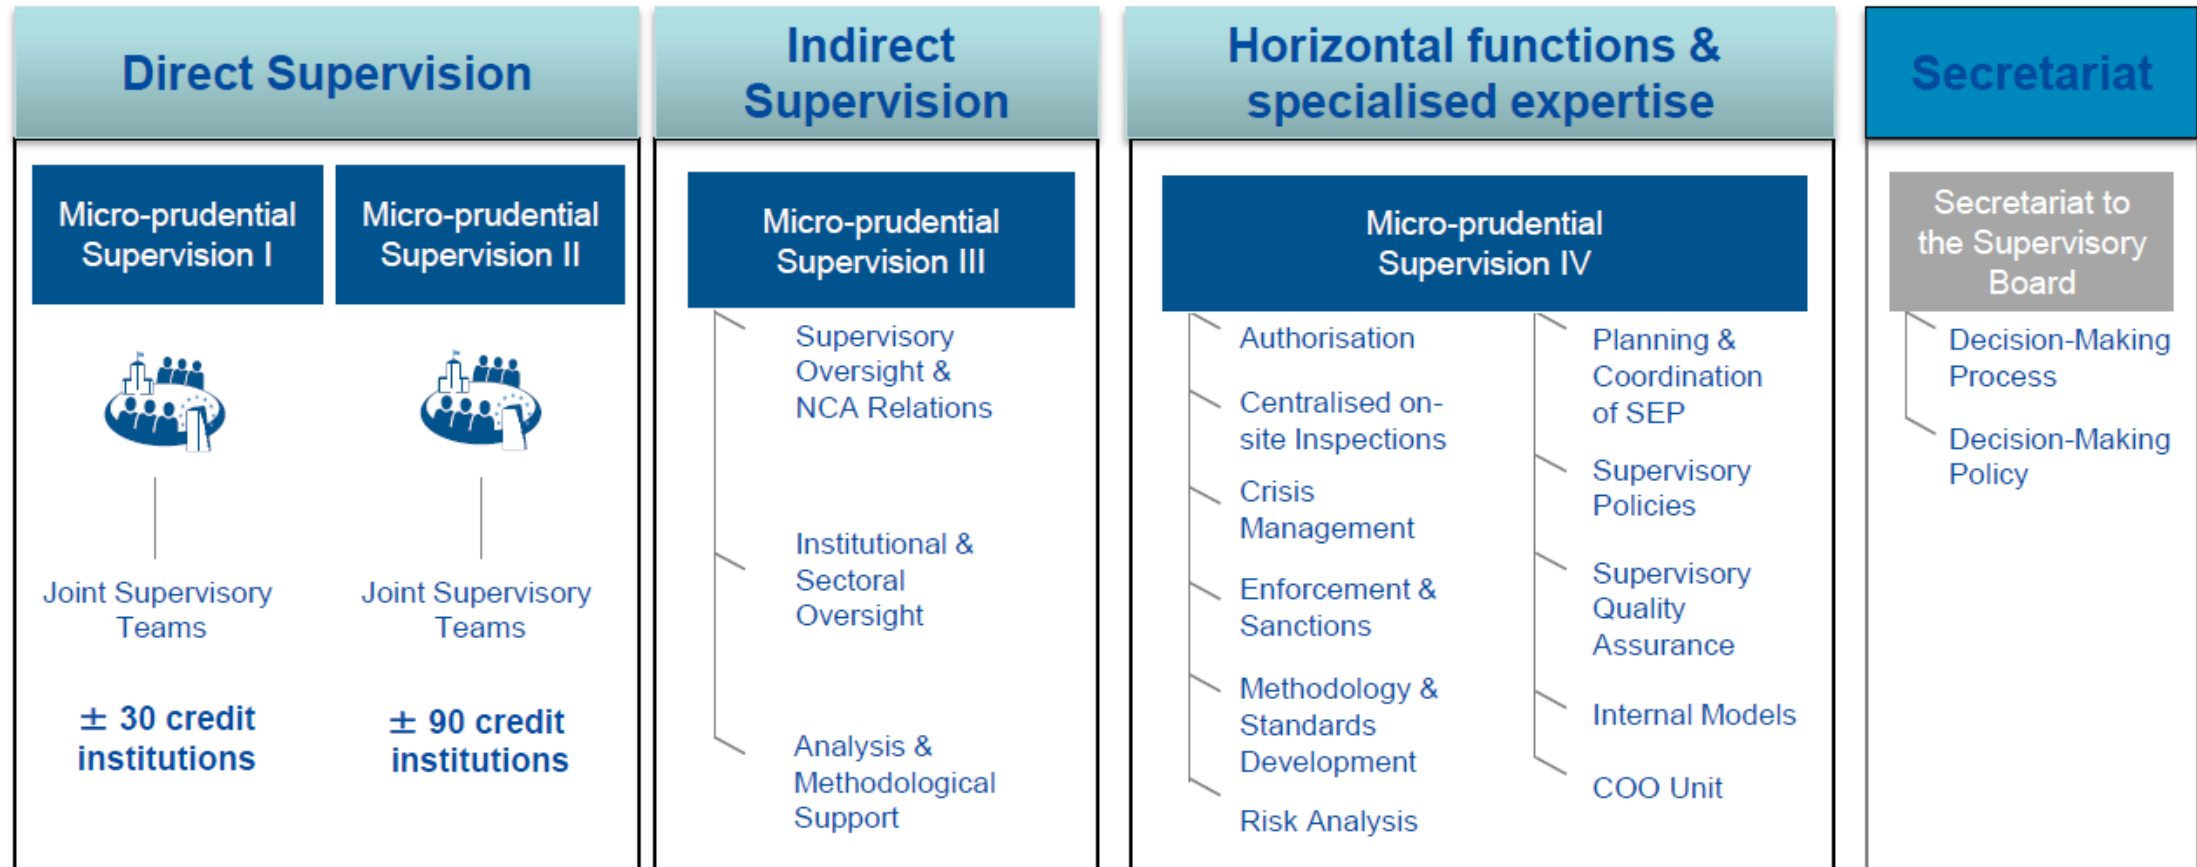 Direct Supervision
Micro-prudential
Supervision I
Micro-prudential
Supervision II
Joint Supervisory
Teams
Joint Supervisory
Teams
± 30 credit
institutions
± 90 credit
institutions
Indirect
Supervision
Micro-prudential
Supervision III
Supervisory
Oversight &
NCA Relations
Institutional &
Sectoral
Oversight
Analysis &
Methodological
Support
Horizontal functions &
specialised expertise
Micro-prudential
Supervision IV
Authorisation
Centralised on-
site Inspections
Crisis
Management
Enforcement &
Sanctions
Methodology &
Standards
Development
Risk Analysis
Planning &
Coordination
of SEP
Supervisory
Policies
Supervisory
Quality
Assurance
Internal Models
COO Unit
Secretariat
Secretariat to
the Supervisory
Board
Decision-Making
Process
Decision-Making
Policy